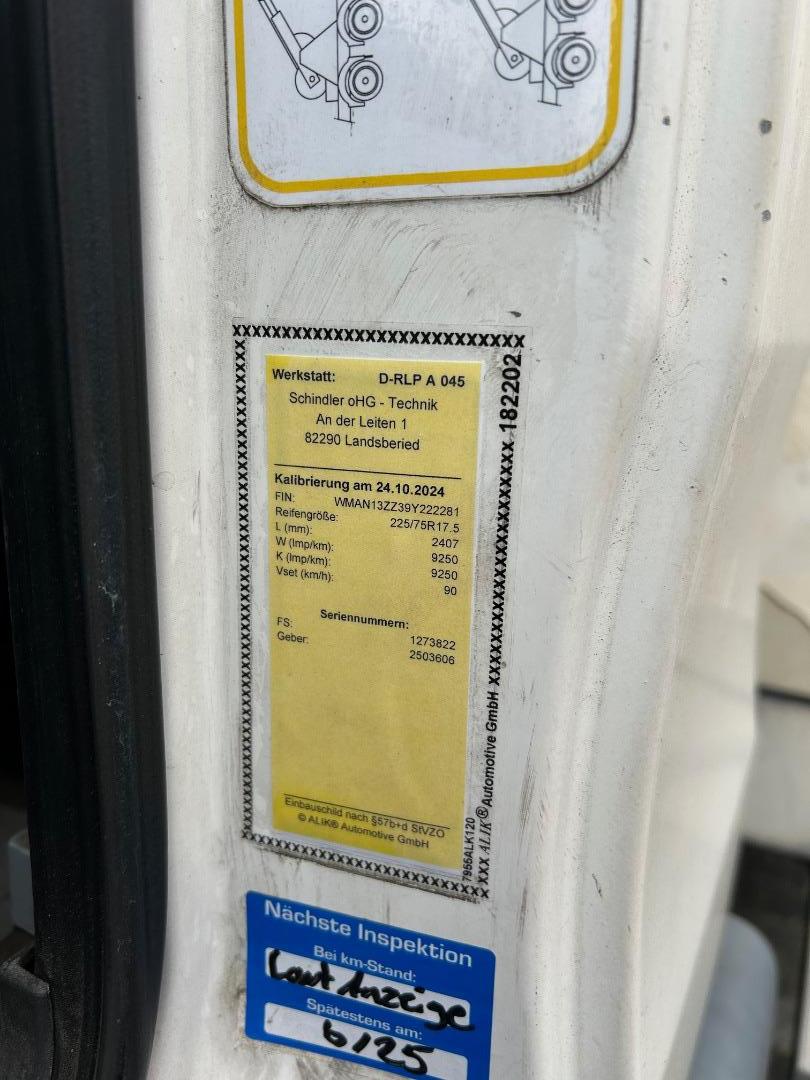 XXXXXXXXXXXXXXXXXXXXXXXXX
Werkstatt: D-RLP A 045
Schindler oHG - Technik
An der Leiten 1
82290 Landsberied
Kalibrierung am 24.10.2024
FIN: WMAN13ZZ39Y222281
Reifengröße: 225/75R17.5
L (mm): 2407
W (Imp/km): 9250
K (Imp/km): 9250
Vset (km/h): 90
Seriennummern:
FS: 1273822
Geber: 2503606
Einbauschild nach §57b+d StVZO
© ALIK® Automotive GmbH
7955ALK120
XXX ALIK® Automotive GmbH XXXXXXXXXXXXXXXXXXXXXXX 182202
Nächste Inspektion
Bei km-Stand:
Laut Anzeige
Spätestens am:
6/25